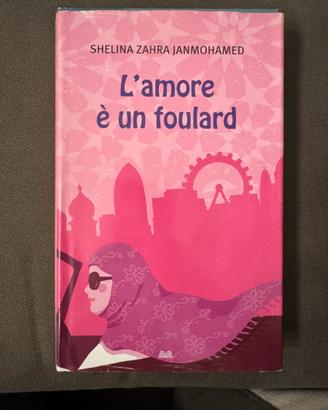 SHELINA ZAHRA JANMOHAMED
L'amore
è un foulard